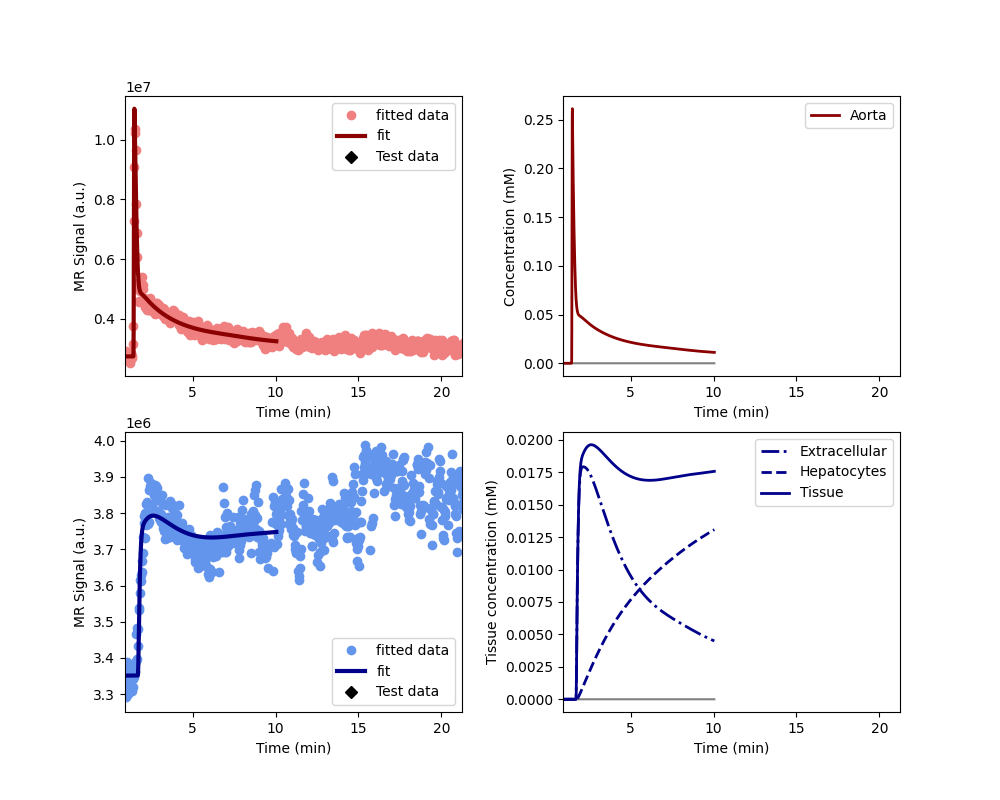 1e7
1.0
0.8
0.6
0.4
MR Signal (a.u.)
fitted data
fit
Test data
5
10
15
20
Time (min)
0.25
0.20
0.15
0.10
0.05
0.00
Concentration (mM)
Aorta
5
10
15
20
Time (min)
1e6
4.0
3.9
3.8
3.7
3.6
3.5
3.4
3.3
MR Signal (a.u.)
fitted data
fit
Test data
5
10
15
20
Time (min)
0.0200
0.0175
0.0150
0.0125
0.0100
0.0075
0.0050
0.0025
0.0000
Tissue concentration (mM)
Extracellular
Hepatocytes
Tissue
5
10
15
20
Time (min)